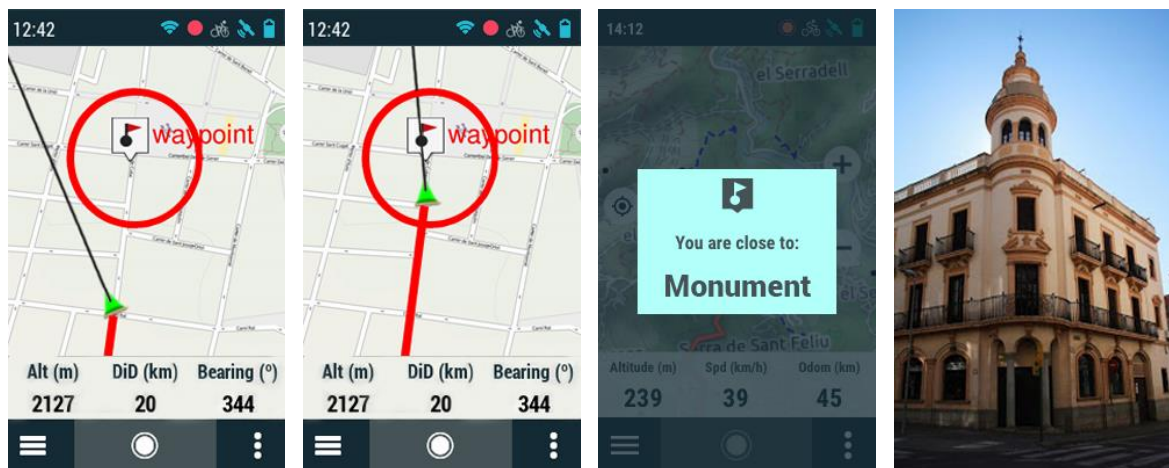 12:42
waypoint
Alt (m) DiD (km) Bearing (º)
2127 20 344
12:42
waypoint
Alt (m) DiD (km) Bearing (º)
2127 20 344
14:12
el Serradell
You are close to:
Monument
Serra de Sant Feliu
Altitude (m) Spd (km/h) Odom (km)
239 39 45